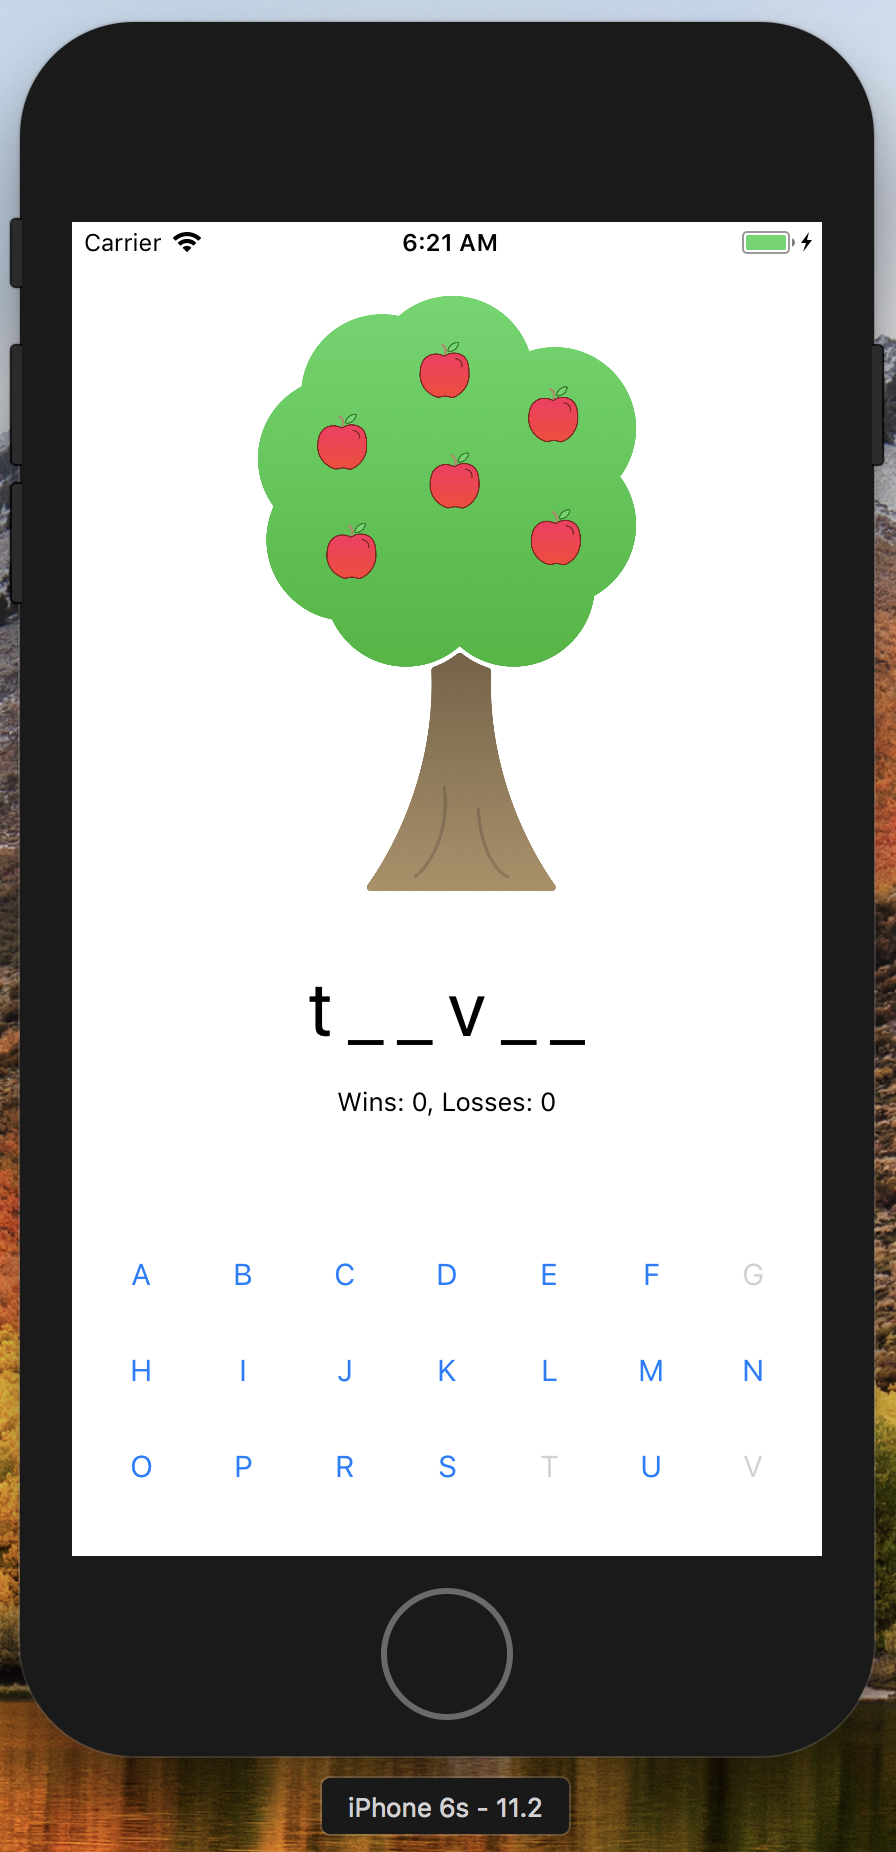 Carrier 6:21 AM
t _ _ v _ _
Wins: 0, Losses: 0
A B C D E F G
H I J K L M N
O P R S T U V
iPhone 6s - 11.2